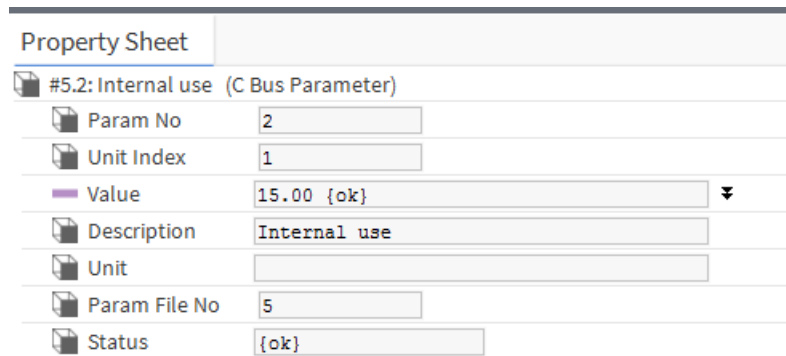 Property Sheet
#5.2: Internal use (C Bus Parameter)
Param No 2
Unit Index 1
Value 15.00 {ok}
Description Internal use
Unit
Param File No 5
Status {ok}